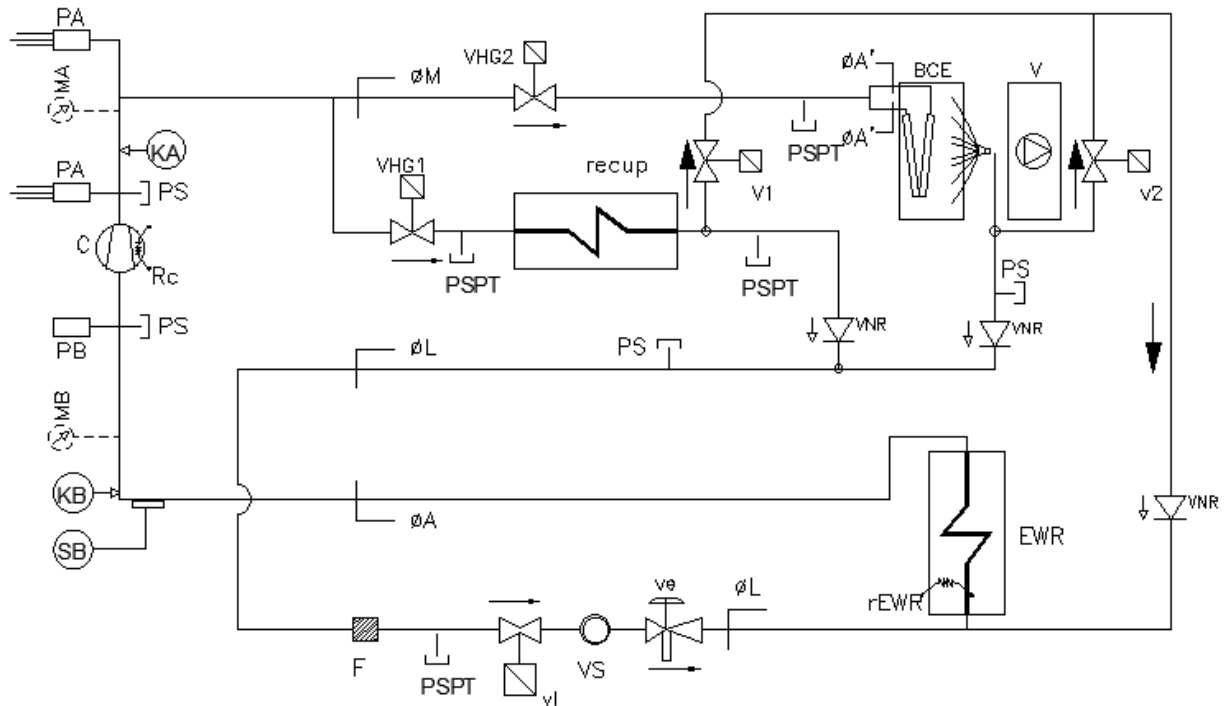 PA
VHG2
øM
øA'
BCE
V
MA
øA'
PSPT
KA
VHG1
recup
PA
PS
V1
v2
C
Rc
PSPT
PSPT
PS
PB
PS
VNR
VNR
øL
PS
MB
KB
øA
VNR
SB
EWR
ve
øL
rEWR
F
PSPT
vl
VS